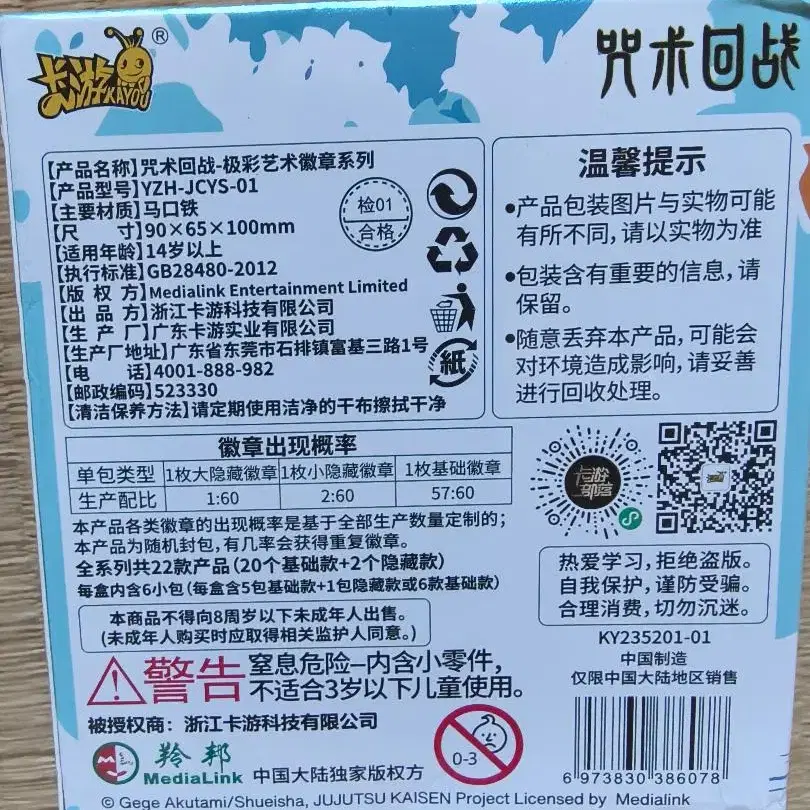 卡游 KAYOU ®
咒术回战
【产品名称】咒术回战-极彩艺术徽章系列
【产品型号】YZH-JCYS-01
【主要材质】马口铁
【尺 寸】90×65×100mm
【适用年龄】14岁以上
【执行标准】GB28480-2012
【版 权 方】Medialink Entertainment Limited
【出 品 方】浙江卡游科技有限公司
【生 产 厂】广东卡游实业有限公司
【生产厂地址】广东省东莞市石排镇富基三路1号
【电 话】4001-888-982
【邮政编码】523330
【清洁保养方法】请定期使用洁净的干布擦拭干净
检01
合格
紙
温馨提示
●产品包装图片与实物可能
有所不同,请以实物为准
●包装含有重要的信息,请
保留。
●随意丢弃本产品,可能会
对环境造成影响,请妥善
进行回收处理。
徽章出现概率
单包类型 1枚大隐藏徽章 1枚小隐藏徽章 1枚基础徽章
生产配比 1:60 2:60 57:60
本产品各类徽章的出现概率是基于全部生产数量定制的；
本产品为随机封包,有几率会获得重复徽章。
全系列共22款产品（20个基础款+2个隐藏款）
每盒内含6小包（每盒含5包基础款+1包隐藏款或6款基础款）
本商品不得向8周岁以下未成年人出售。
(未成年人购买时应取得相关监护人同意。)
卡游
部落
热爱学习,拒绝盗版。
自我保护,谨防受骗。
合理消费,切勿沉迷。
KY235201-01
中国制造
仅限中国大陆地区销售
警告 窒息危险—内含小零件,
不适合3岁以下儿童使用。
被授权商：浙江卡游科技有限公司
羚邦
MediaLink 中国大陆独家版权方
0-3
6 973830 386078
© Gege Akutami/Shueisha, JUJUTSU KAISEN Project Licensed by Medialink